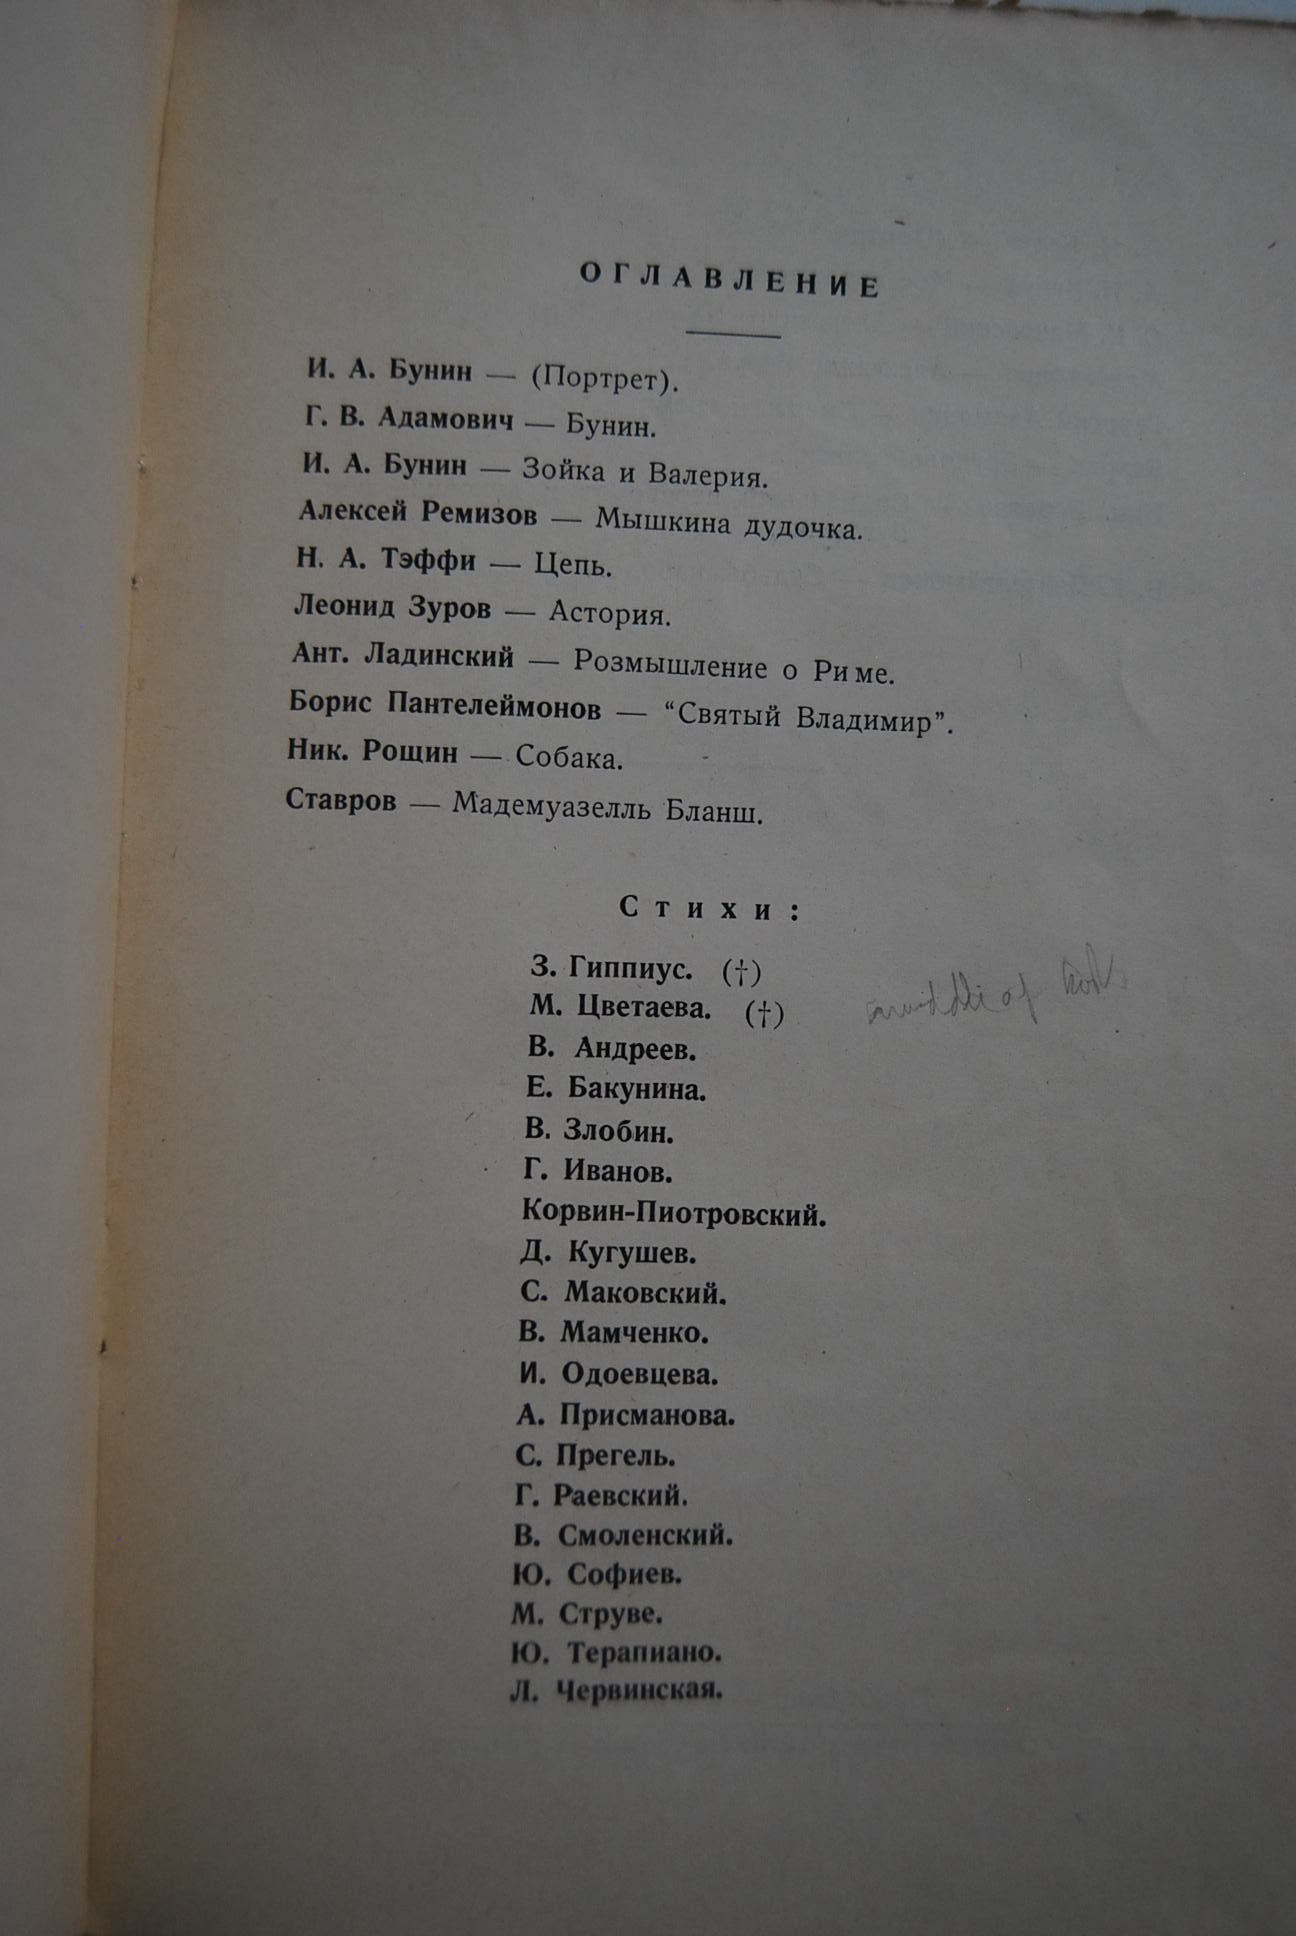 ОГЛАВЛЕНИЕ
И. А. Бунин — (Портрет).
Г. В. Адамович — Бунин.
И. А. Бунин — Зойка и Валерия.
Алексей Ремизов — Мышкина дудочка.
Н. А. Тэффи — Цепь.
Леонид Зуров — Астория.
Ант. Ладинский — Розмышление о Риме.
Борис Пантелеймонов — “Святый Владимир”.
Ник. Рощин — Собака.
Ставров — Мадемуазелль Бланш.
Стихи:
З. Гиппиус. (†)
М. Цветаева. (†)
middle of
В. Андреев.
Е. Бакунина.
В. Злобин.
Г. Иванов.
Корвин-Пиотровский.
Д. Кугушев.
С. Маковский.
В. Мамченко.
И. Одоевцева.
А. Присманова.
С. Прегель.
Г. Раевский.
В. Смоленский.
Ю. Софиев.
М. Струве.
Ю. Терапиано.
Л. Червинская.